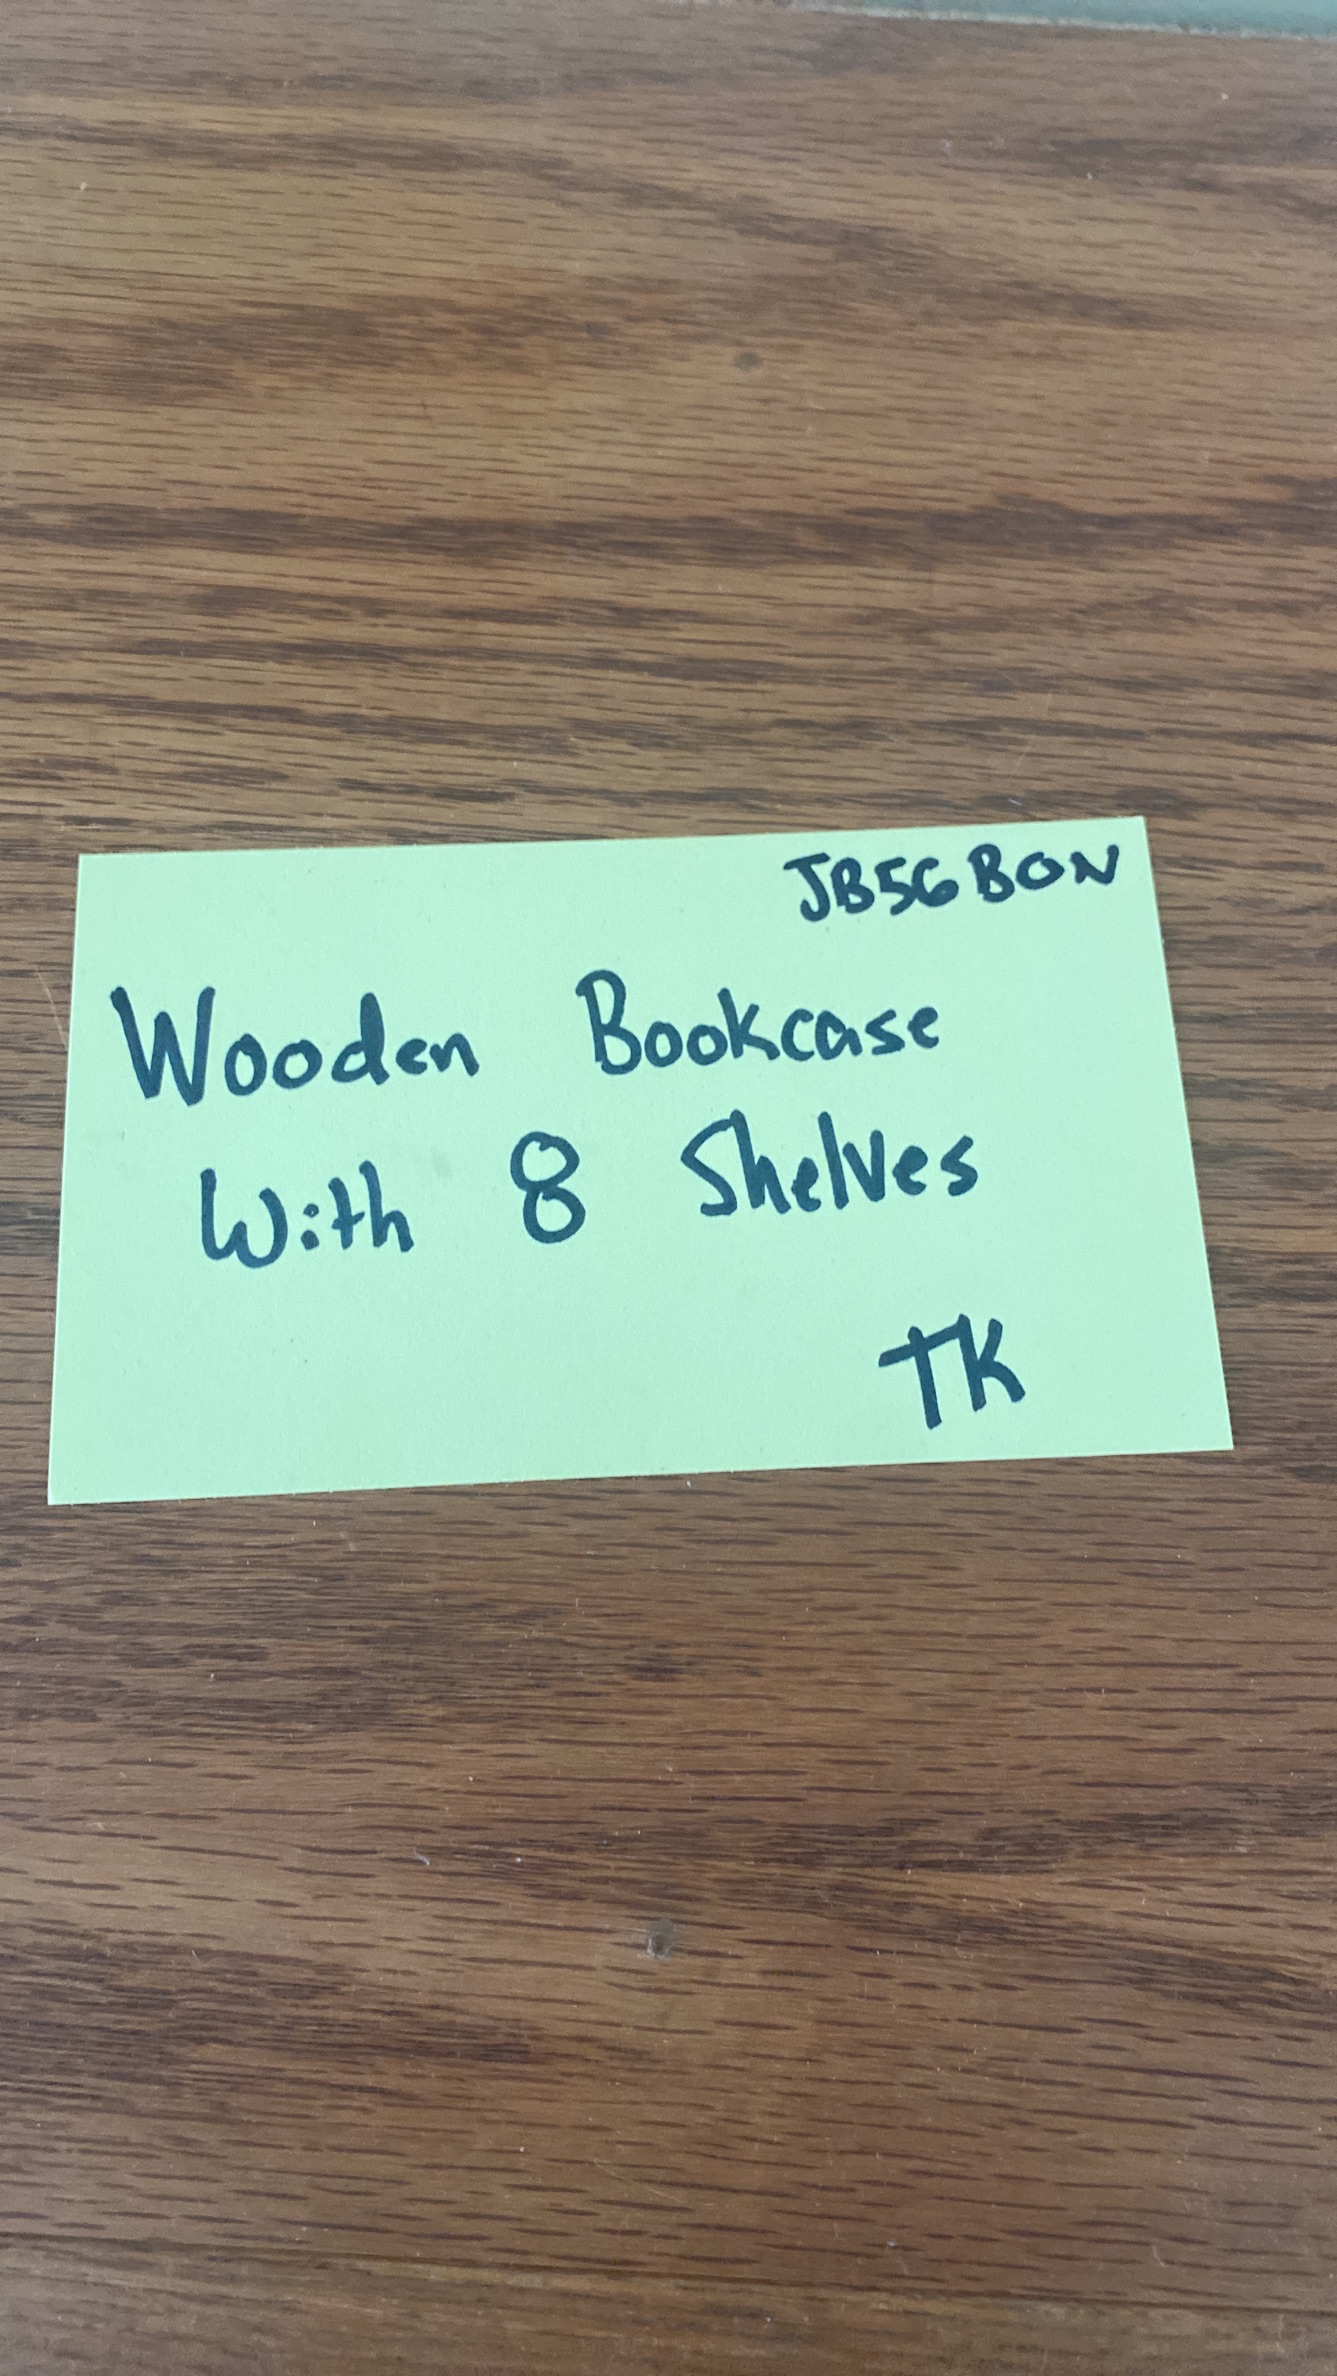 JB56BON
Wooden Bookcase
With 8 Shelves
TK